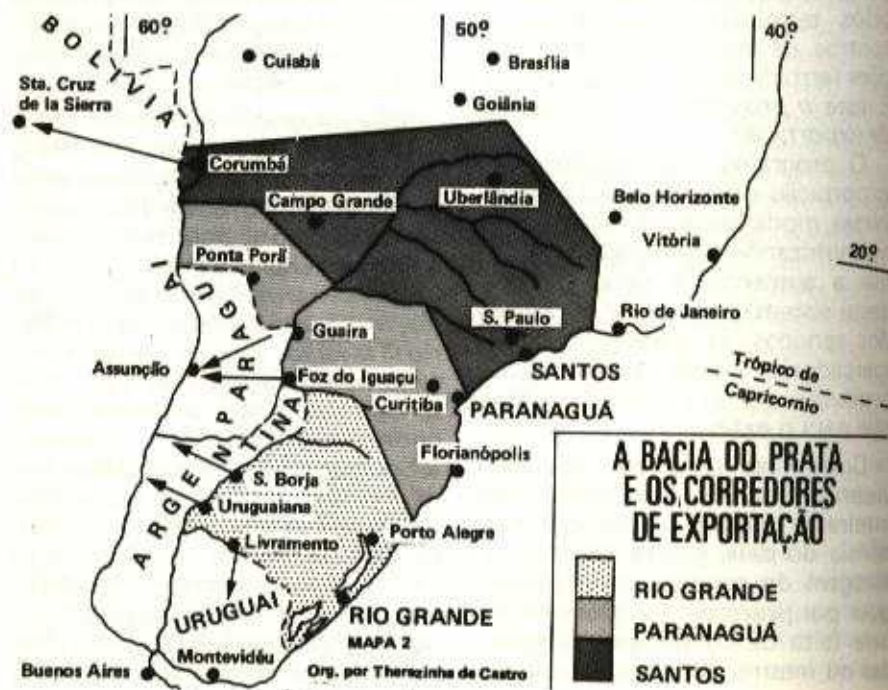 60º
50º
40º
BOLIVIA
Cuiabá
Brasília
Sta. Cruz
de la Sierra
Goiânia
Corumbá
Uberlândia
Campo Grande
Belo Horizonte
Vitória
Ponta Porã
20º
PARAGUAI
S. Paulo
Rio de Janeiro
Guaira
SANTOS
Assunção
Foz do Iguaçu
Trópico de
Capricornio
Curitiba
PARANAGUÁ
ARGENTINA
Florianópolis
S. Borja
Uruguaiana
Porto Alegre
Livramento
URUGUAI
RIO GRANDE
MAPA 2
Montevidéu
Buenos Aires
Org. por Therezinha de Castro
A BACIA DO PRATA
E OS CORREDORES
DE EXPORTAÇÃO
RIO GRANDE
PARANAGUÁ
SANTOS